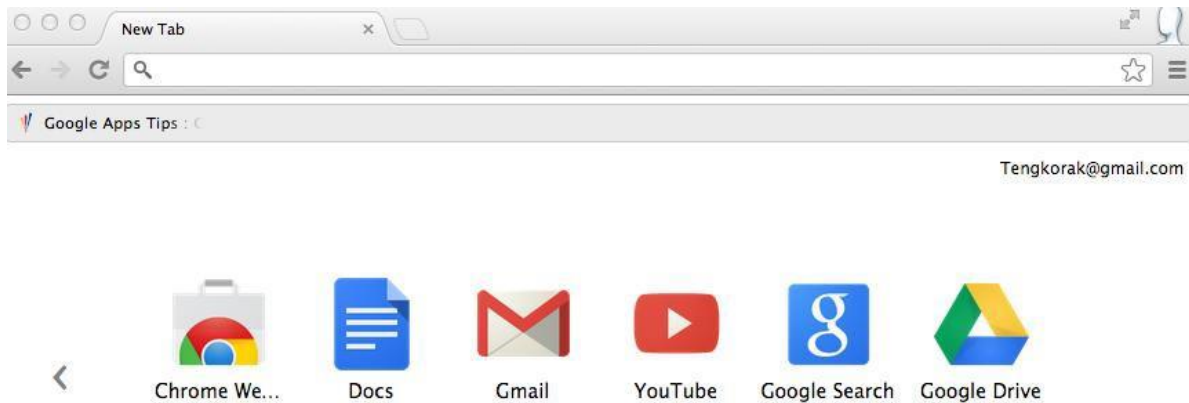 New Tab
Google Apps Tips :
Tengkorak@gmail.com
Chrome We...
Docs
Gmail
YouTube
Google Search
Google Drive